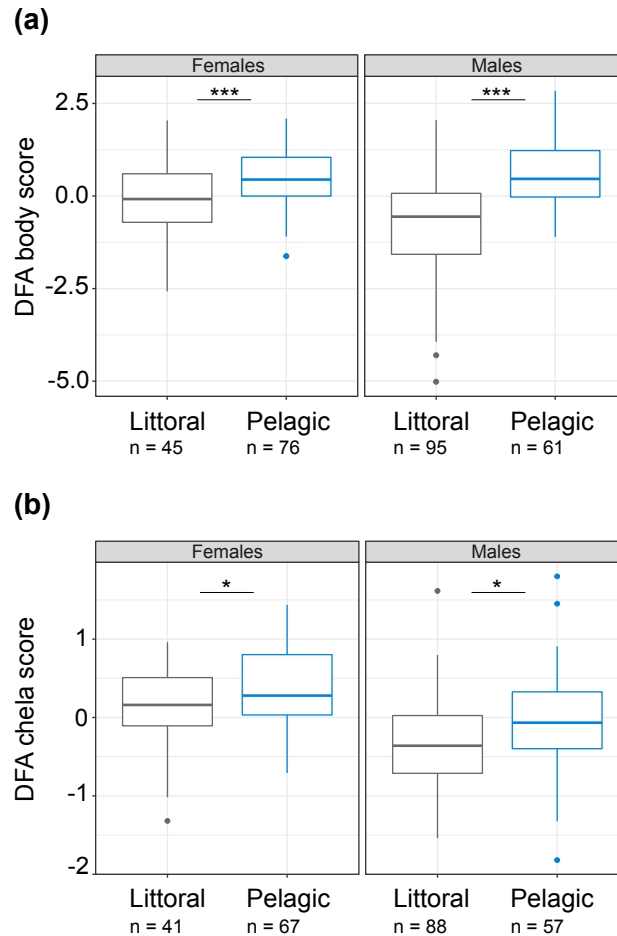 (a)
Females Males
*** ***
DFA body score
2.5
0.0
-2.5
-5.0
Littoral Pelagic Littoral Pelagic
n = 45 n = 76 n = 95 n = 61
(b)
Females Males
* *
DFA chela score
1
0
-1
-2
Littoral Pelagic Littoral Pelagic
n = 41 n = 67 n = 88 n = 57